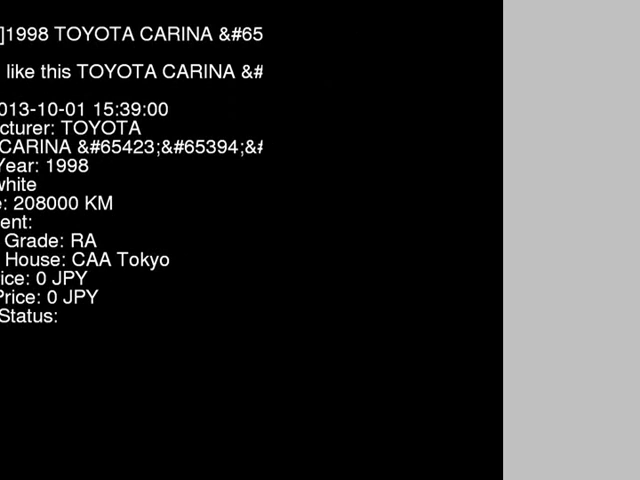 ]1998 TOYOTA CARINA &#65
like this TOYOTA CARINA &#
013-10-01 15:39:00
cturer: TOYOTA
CARINA &#65423;&#65394;&#
Year: 1998
white
e: 208000 KM
ent:
Grade: RA
House: CAA Tokyo
ice: 0 JPY
Price: 0 JPY
Status: